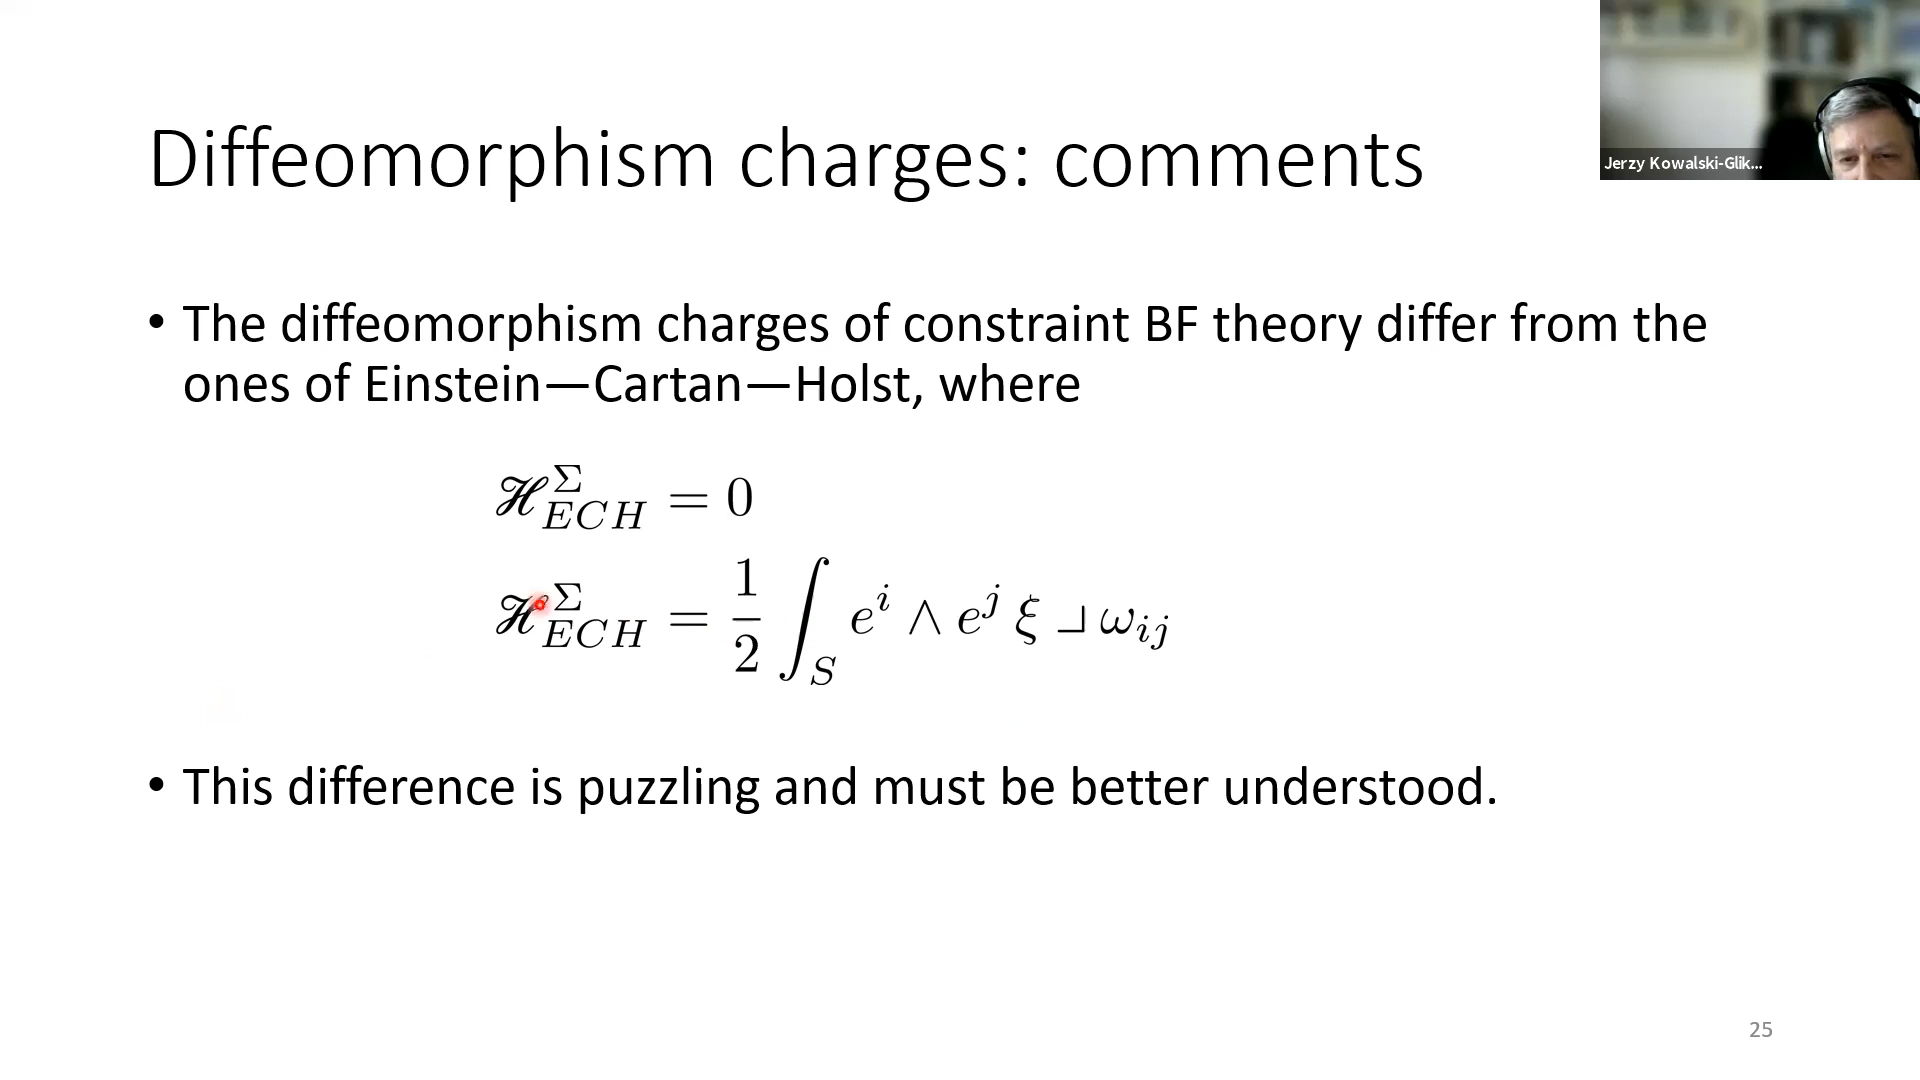 Jerzy Kowalski-Glik...
Diffeomorphism charges: comments
• The diffeomorphism charges of constraint BF theory differ from the
ones of Einstein—Cartan—Holst, where
ℋ^Σ_{ECH} = 0
ℋ^Σ_{ECH} = \frac{1}{2} ∫_S e^i ∧ e^j ξ ⌟ ω_{ij}
• This difference is puzzling and must be better understood.
25